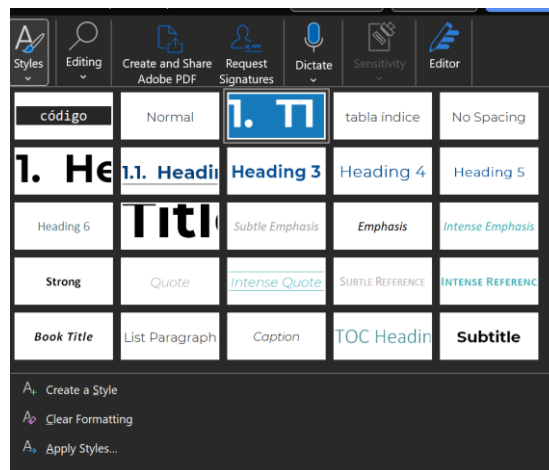 Styles
Editing
Create and Share
Adobe PDF
Request
Signatures
Dictate
Sensitivity
Editor
código
Normal
1. TI
tabla índice
No Spacing
1. He
1.1. Headi
Heading 3
Heading 4
Heading 5
Heading 6
Titl
Subtle Emphasis
Emphasis
Intense Emphasis
Strong
Quote
Intense Quote
SUBTLE REFERENCE
INTENSE REFERENC
Book Title
List Paragraph
Caption
TOC Headin
Subtitle
Create a Style
Clear Formatting
Apply Styles...